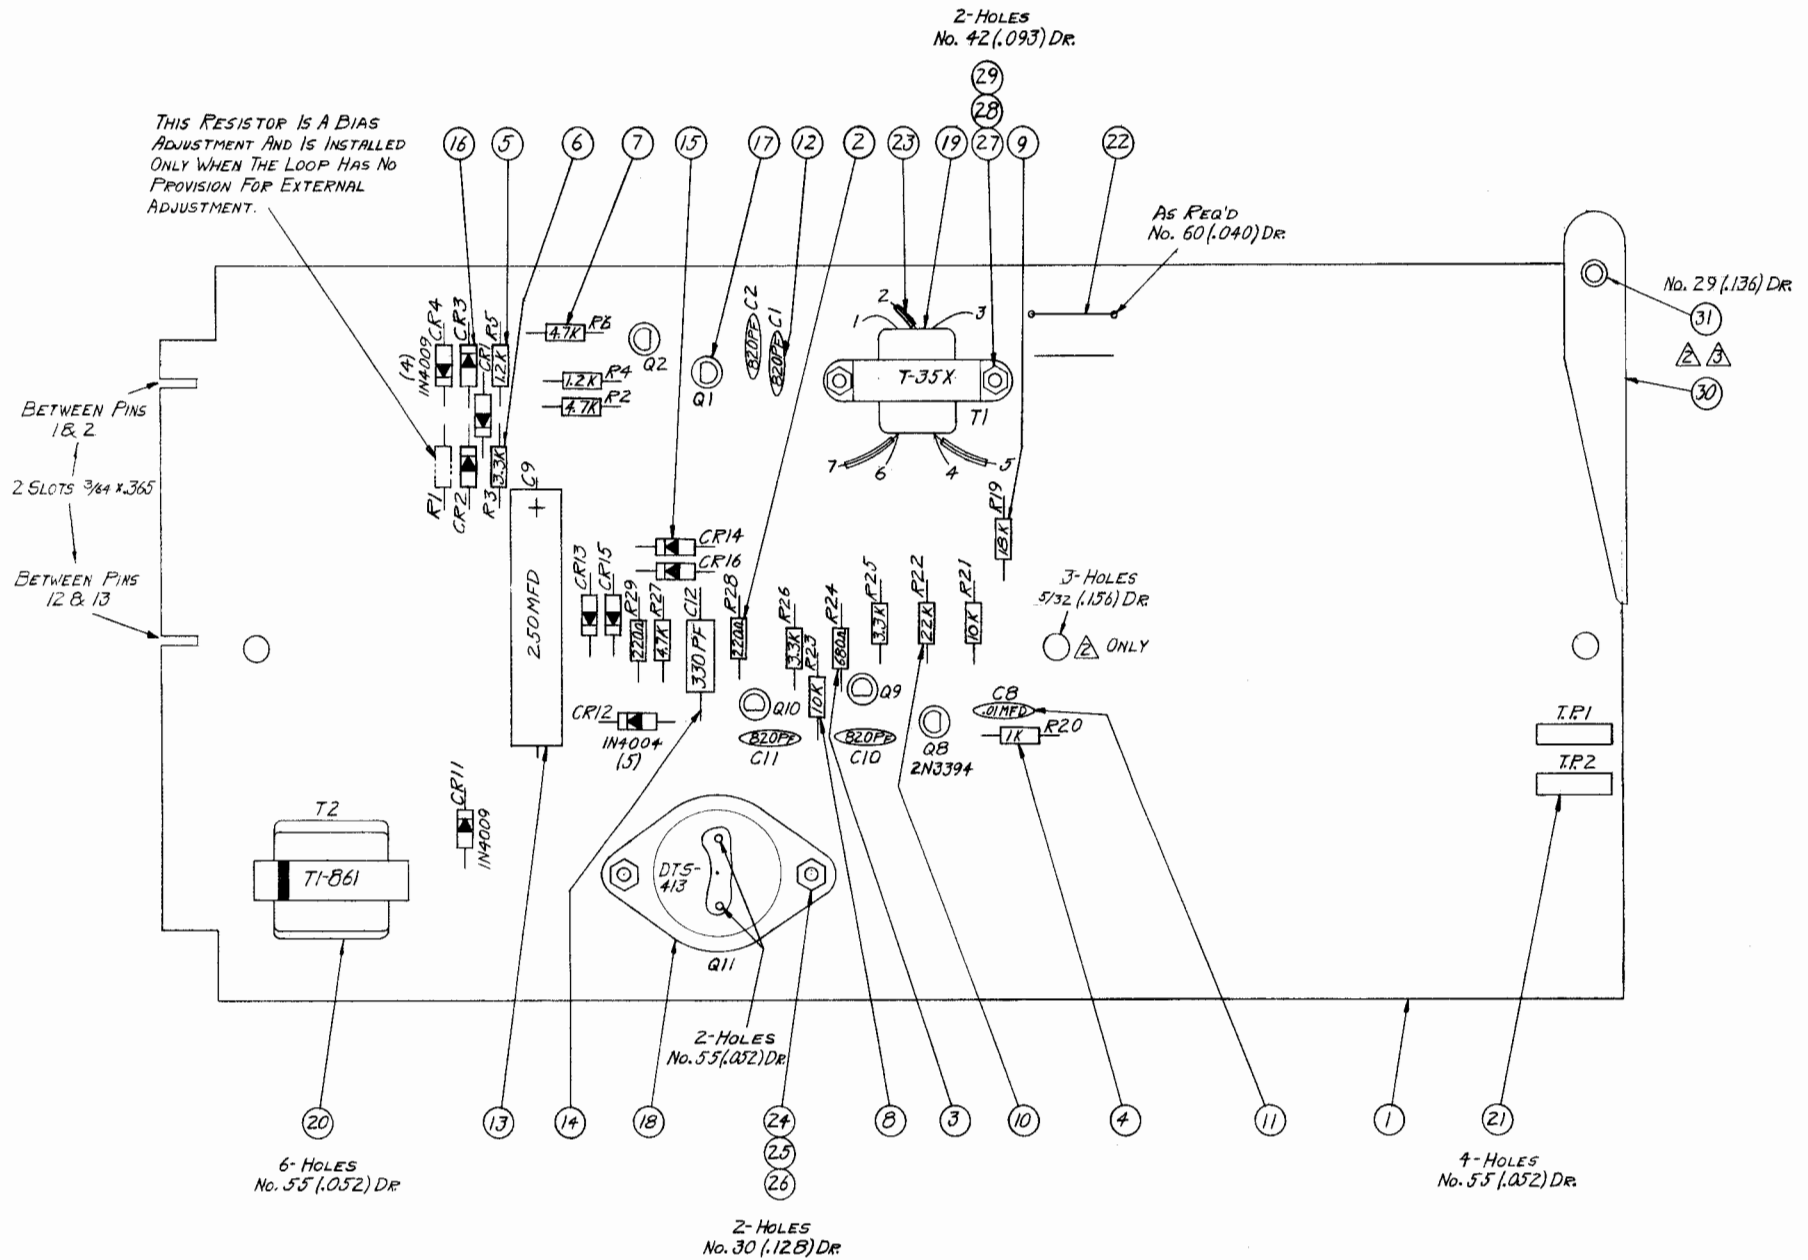 2-HOLES
No. 42(.093) DR.
29
28
THIS RESISTOR IS A BIAS
ADJUSTMENT AND IS INSTALLED
ONLY WHEN THE LOOP HAS NO
PROVISION FOR EXTERNAL
ADJUSTMENT.
16
5
6
7
15
17
12
2
23
19
27
9
22
AS REQ'D
No. 60(.040) DR.
No. 29(.136) DR.
31
2
3
30
BETWEEN PINS
1 & 2
2 SLOTS 3/64 X .365
BETWEEN PINS
12 & 13
(4)
1N4009
CR4
CR3
CR1
R5
1.2K
4.7K
R6
1.2K
R4
4.7K
R2
Q2
Q1
820PF
C2
820PF
C1
1
2
3
T-35X
T1
7
6
4
5
R1
CR2
R3
3.3K
C9
+
250MFD
CR14
CR16
R19
18K
CR13
CR15
R29
220Ω
R27
4.7K
C12
330PF
R28
220Ω
R26
3.3K
R23
10K
R24
680Ω
R25
3.3K
R22
22K
R21
10K
3-HOLES
5/32 (.156) DR.
2 ONLY
CR12
1N4004
(5)
Q10
Q9
820PF
C11
820PF
C10
Q8
2N3394
C8
.01MFD
1K
R20
T.P.1
T.P.2
CR11
1N4009
T2
T1-861
DTS-
413
Q11
2-HOLES
No. 55(.052) DR.
20
13
14
18
24
25
26
8
3
10
4
11
1
21
6-HOLES
No. 55(.052) DR.
4-HOLES
No. 55(.052) DR.
2-HOLES
No. 30(.128) DR.